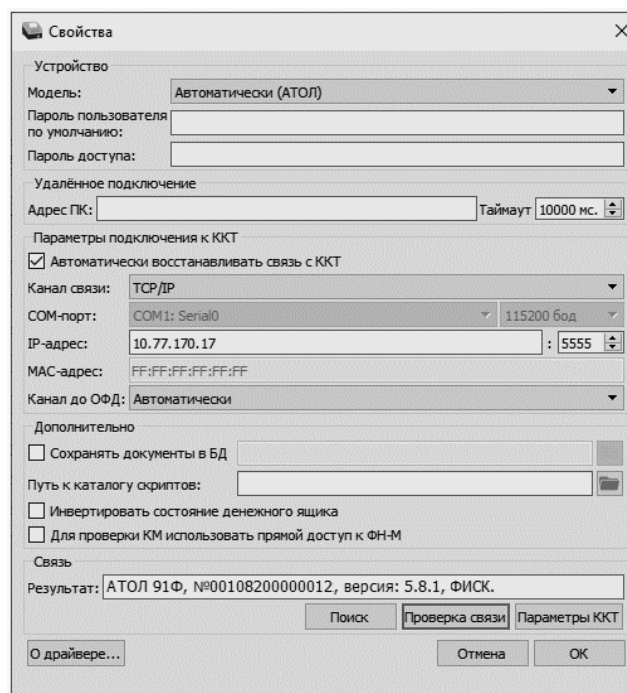 Свойства
Устройство
Модель: Автоматически (АТОЛ)
Пароль пользователя
по умолчанию:
Пароль доступа:
Удалённое подключение
Адрес ПК: Таймаут 10000 мс.
Параметры подключения к ККТ
Автоматически восстанавливать связь с ККТ
Канал связи: TCP/IP
COM-порт: COM1: Serial0 115200 бод
IP-адрес: 10.77.170.17 : 5555
MAC-адрес: FF:FF:FF:FF:FF:FF
Канал до ОФД: Автоматически
Дополнительно
Сохранять документы в БД
Путь к каталогу скриптов:
Инвертировать состояние денежного ящика
Для проверки КМ использовать прямой доступ к ФН-М
Связь
Результат: АТОЛ 91Ф, №00108200000012, версия: 5.8.1, ФИСК.
Поиск Проверка связи Параметры ККТ
О драйвере... Отмена ОК